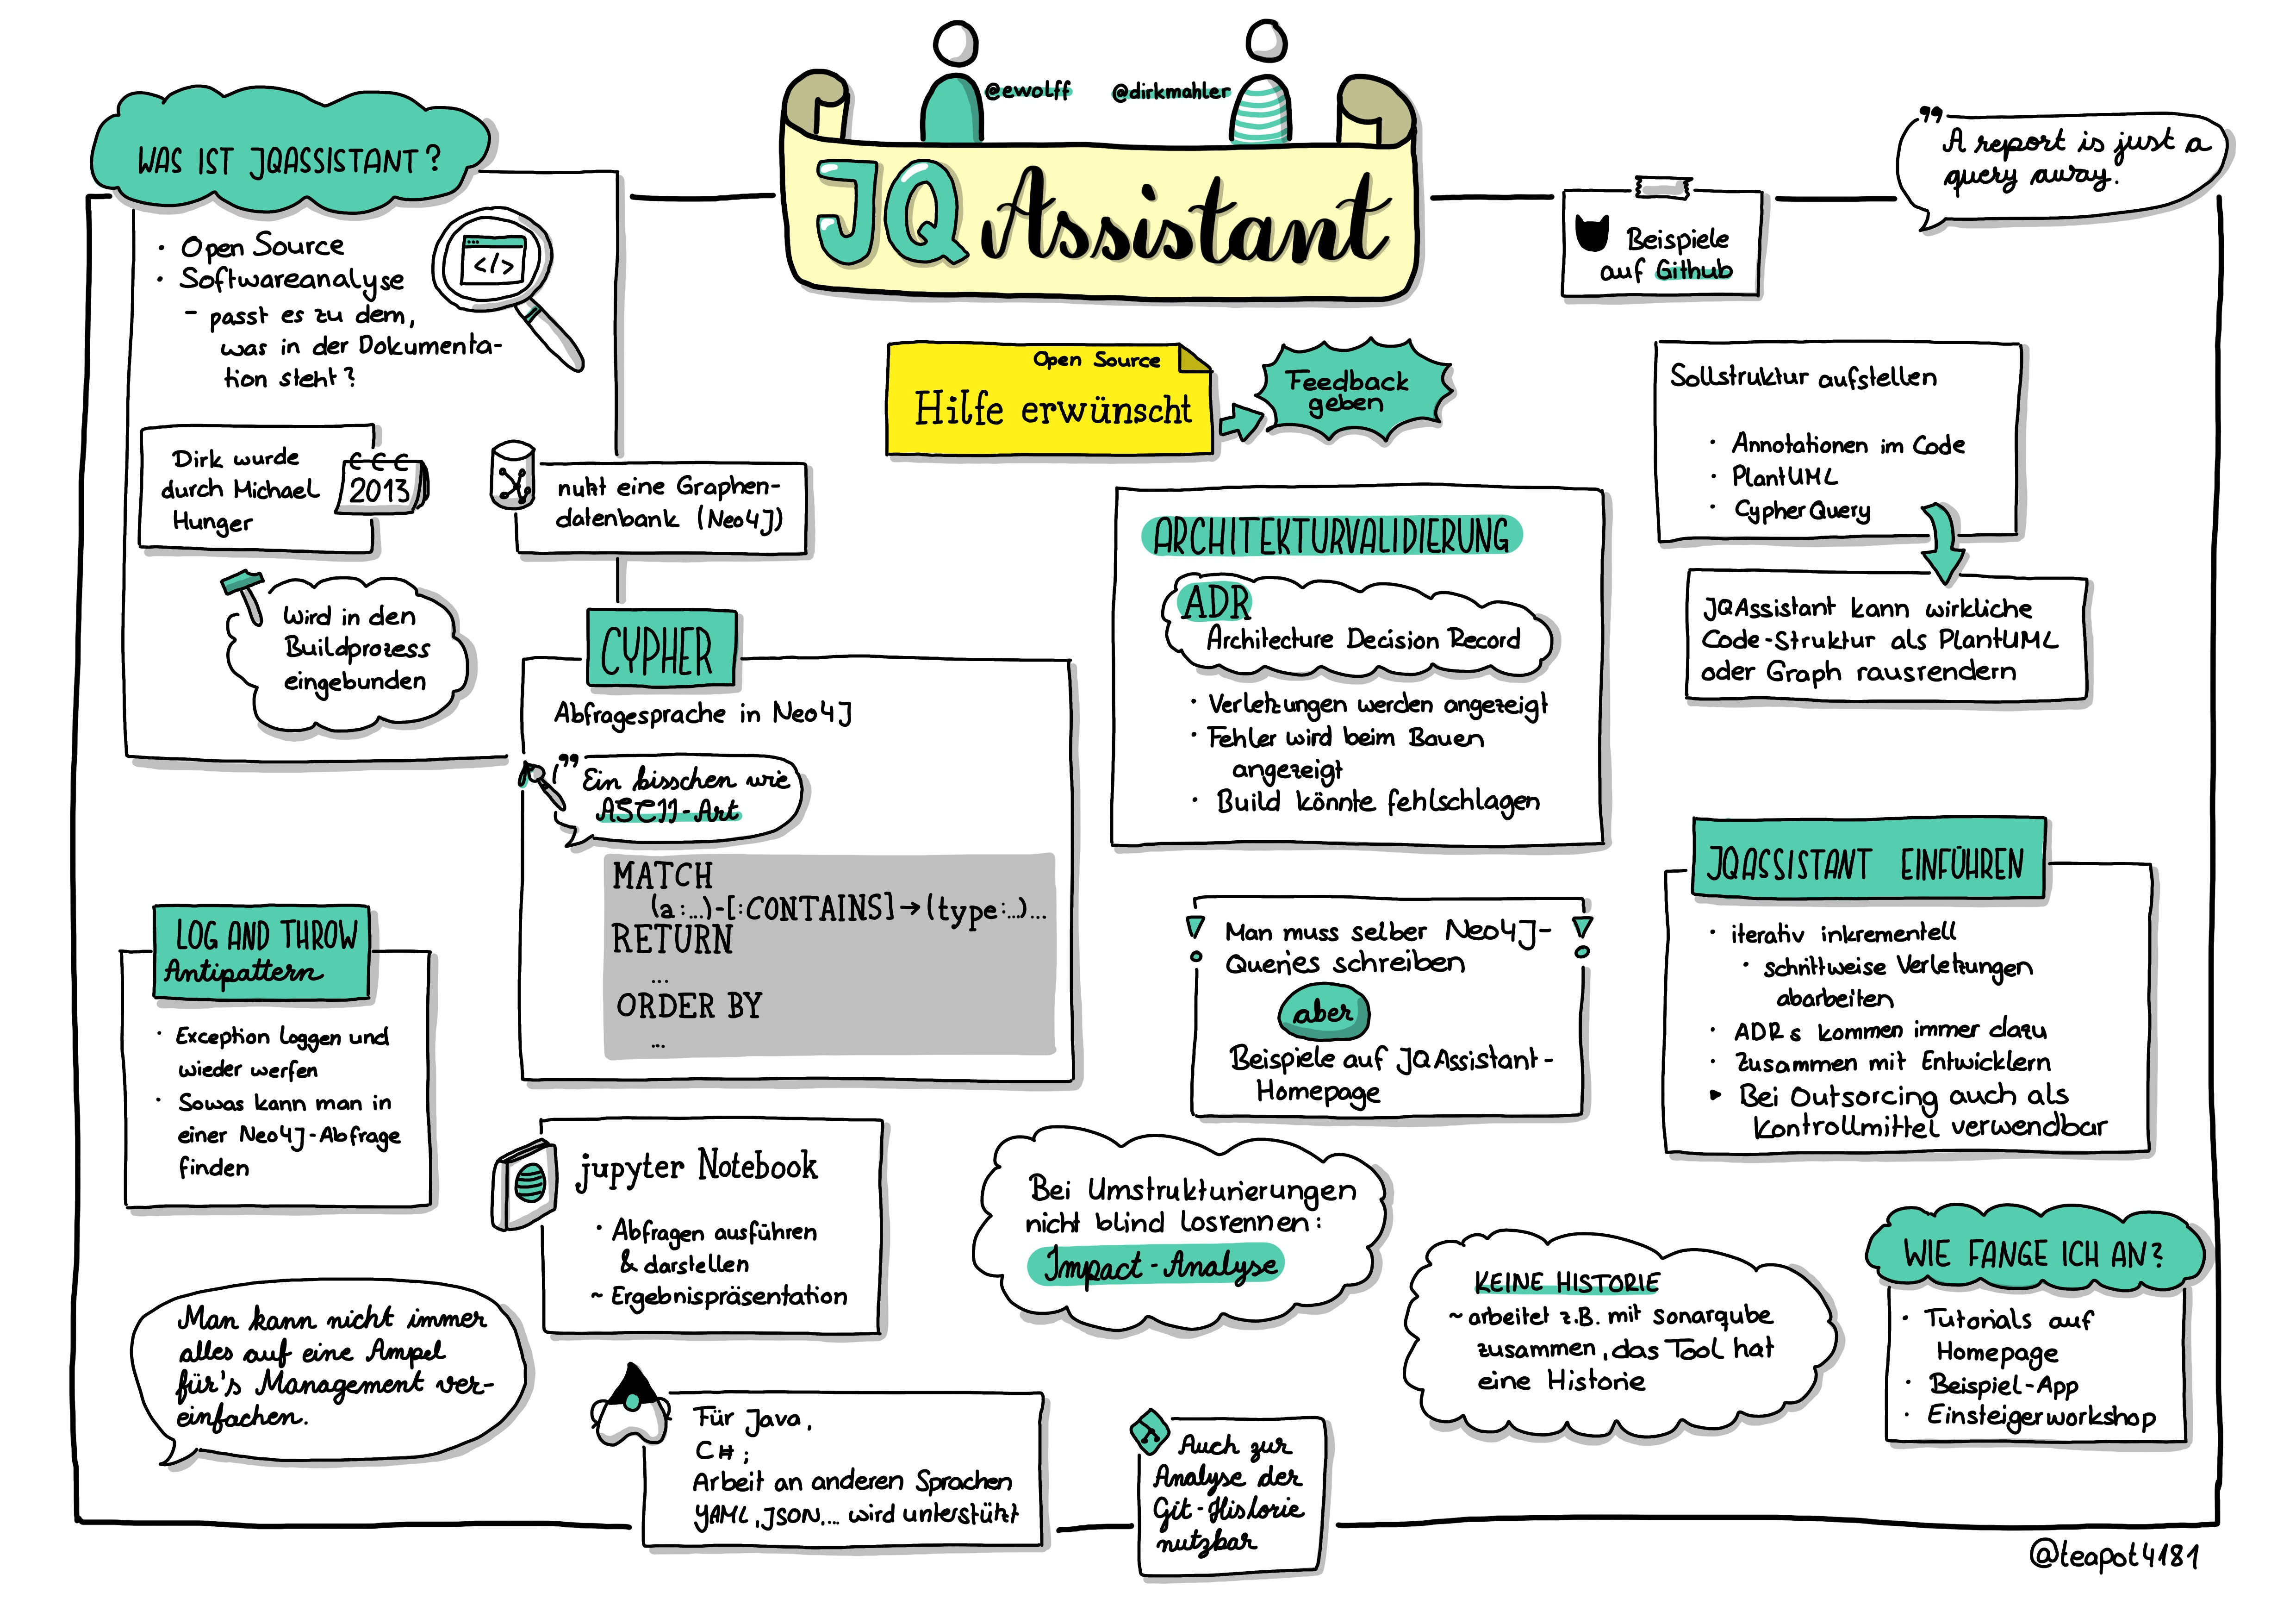 @ewolff
@dirkmahler
JQ Assistant
WAS IST JQASSISTANT?
• Open Source
• Softwareanalyse
- passt es zu dem,
was in der Dokumenta-
tion steht?
Dirk wurde
durch Michael
Hunger
2013
nutzt eine Graphen-
datenbank (Neo4J)
Wird in den
Buildprozess
eingebunden
CYPHER
Abfragesprache in Neo4J
" Ein bisschen wie
ASCII-Art
MATCH
(a:...)-[:CONTAINS]→(type:...)...
RETURN
...
ORDER BY
...
LOG AND THROW
Antipattern
• Exception loggen und
wieder werfen
• Sowas kann man in
einer Neo4J-Abfrage
finden
jupyter Notebook
• Abfragen ausführen
& darstellen
~ Ergebnispräsentation
Man kann nicht immer
alles auf eine Ampel
für's Management ver-
einfachen.
Für Java,
C#;
Arbeit an anderen Sprachen
YAML, JSON,... wird unterstützt
Open Source
Hilfe erwünscht
Feedback
geben
ARCHITEKTURVALIDIERUNG
ADR
Architecture Decision Record
• Verletzungen werden angezeigt
• Fehler wird beim Bauen
angezeigt
• Build könnte fehlschlagen
Man muss selber Neo4J-
Queries schreiben
aber
Beispiele auf JQAssistant-
Homepage
Bei Umstrukturierungen
nicht blind losrennen:
Impact-Analyse
Auch zur
Analyse der
Git-Historie
nutzbar
Beispiele
auf Github
" A report is just a
query away.
Sollstruktur aufstellen
• Annotationen im Code
• PlantUML
• CypherQuery
JQAssistant kann wirkliche
Code-Struktur als PlantUML
oder Graph rausrendern
JQASSISTANT EINFÜHREN
• iterativ inkrementell
• schrittweise Verletzungen
abarbeiten
• ADRs kommen immer dazu
• Zusammen mit Entwicklern
▸ Bei Outsorcing auch als
Kontrollmittel verwendbar
KEINE HISTORIE
~ arbeitet z.B. mit sonarqube
zusammen, das Tool hat
eine Historie
WIE FANGE ICH AN?
• Tutorials auf
Homepage
• Beispiel-App
• Einsteigerworkshop
@teapot4181